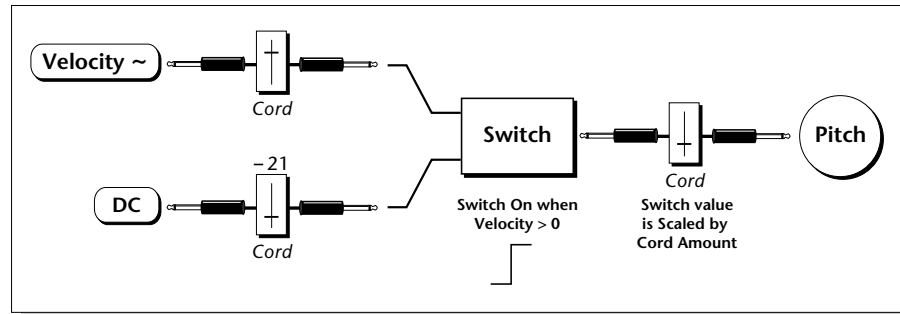 Velocity ~
Cord
– 21
DC
Cord
Switch
Switch On when
Velocity > 0
Cord
Switch value
is Scaled by
Cord Amount
Pitch